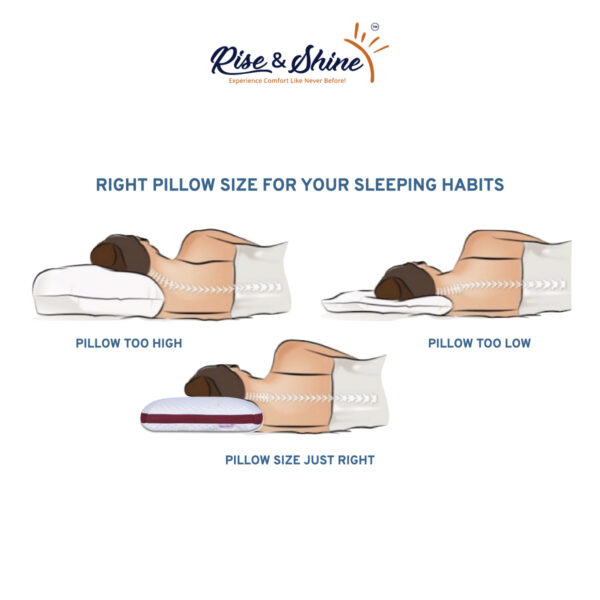 Rise & Shine
TM
Experience Comfort Like Never Before!
RIGHT PILLOW SIZE FOR YOUR SLEEPING HABITS
PILLOW TOO HIGH
PILLOW TOO LOW
PILLOW SIZE JUST RIGHT